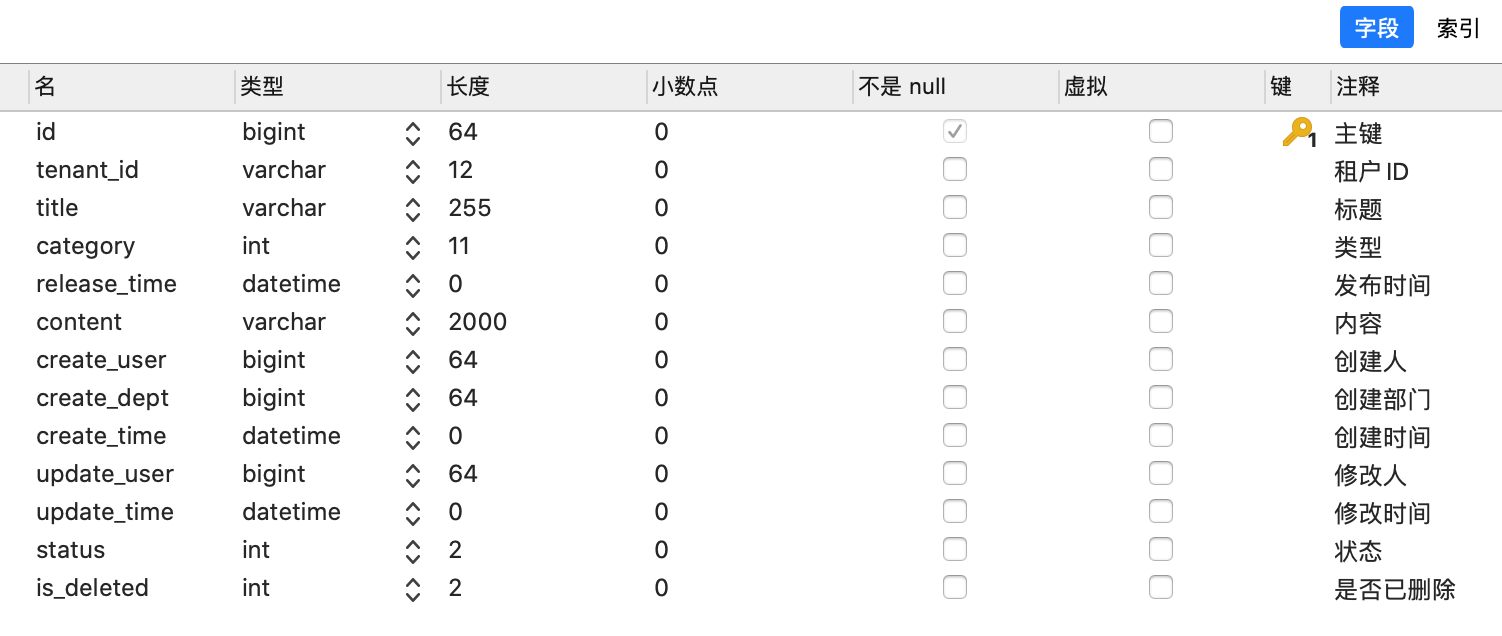 字段 索引
名 类型 长度 小数点 不是 null 虚拟 键 注释
id bigint 64 0 1 主键
tenant_id varchar 12 0 租户ID
title varchar 255 0 标题
category int 11 0 类型
release_time datetime 0 0 发布时间
content varchar 2000 0 内容
create_user bigint 64 0 创建人
create_dept bigint 64 0 创建部门
create_time datetime 0 0 创建时间
update_user bigint 64 0 修改人
update_time datetime 0 0 修改时间
status int 2 0 状态
is_deleted int 2 0 是否已删除